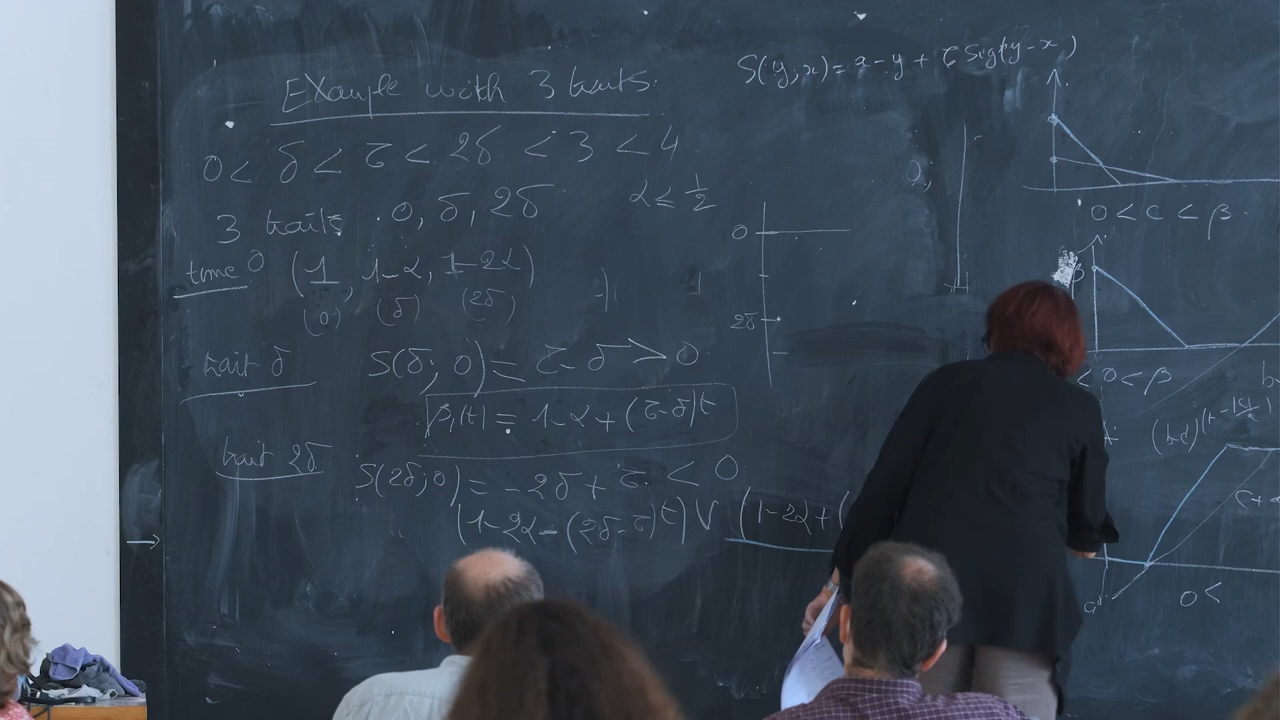 Example with 3 traits.
0 < δ < τ < 2δ < 3 < 4
3 traits . 0, δ, 2δ α ≤ 1/2
time 0 (1, 1-α, 1-2α)
(0) (δ) (2δ)
trait δ S(δ; 0) = τ-δ > 0
β₁(t) = 1-α+(τ-δ)t
trait 2δ S(2δ; 0) = -2δ + τ < 0
(1-2α-(2δ-τ)t) V (1-2α+(
S(y;x) = x-y + τ Sign(y-x)
0
2δ
0 < c < β
β
< 0 < β
0 <